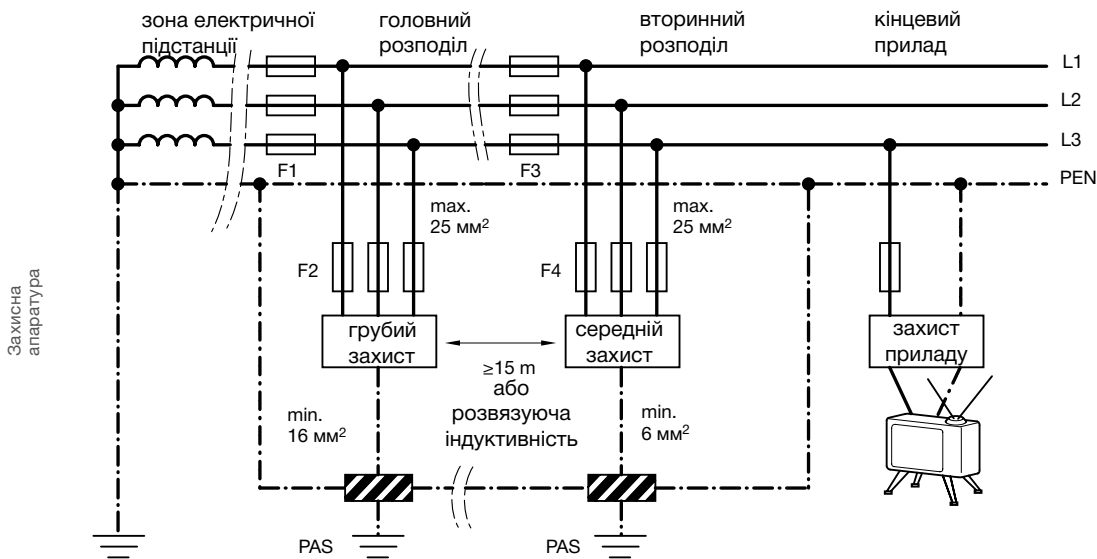 зона електричної
підстанції
головний
розподіл
вторинний
розподіл
кінцевий
прилад
L1
L2
L3
F1
F3
PEN
max.
25 мм²
max.
25 мм²
F2
F4
Захисна
апаратура
грубий
захист
середній
захист
захист
приладу
≥15 m
або
розвязуюча
індуктивність
min.
16 мм²
min.
6 мм²
PAS
PAS